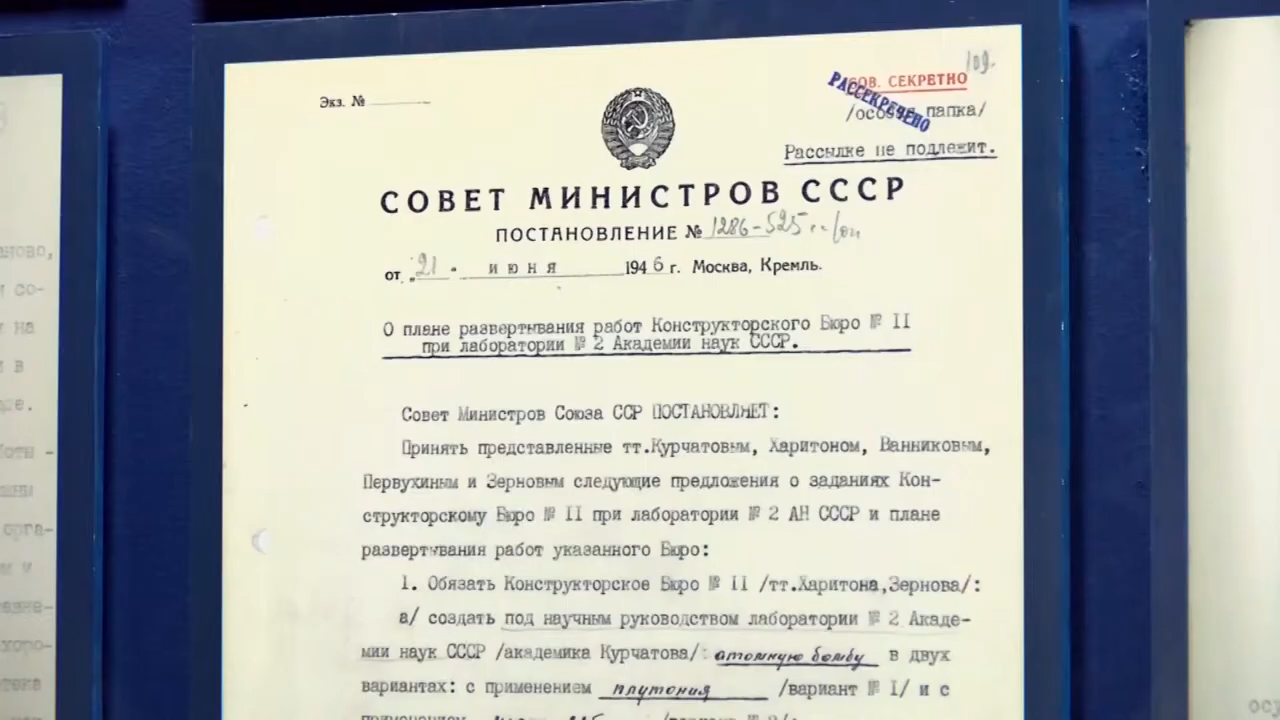 Экз. №
109.
СОВ. СЕКРЕТНО
РАССЕКРЕЧЕНО
/особая папка/
Рассылке не подлежит.
СОВЕТ МИНИСТРОВ СССР
ПОСТАНОВЛЕНИЕ № 1286-525
от „21" июня 1946 г. Москва, Кремль.
О плане развертывания работ Конструкторского Бюро № II
при лаборатории № 2 Академии наук СССР.
Совет Министров Союза ССР ПОСТАНОВЛЯЕТ:
Принять представленные тт.Курчатовым, Харитоном, Ванниковым,
Первухиным и Зерновым следующие предложения о заданиях Кон-
структорскому Бюро № II при лаборатории № 2 АН СССР и плане
развертывания работ указанного Бюро:
1. Обязать Конструкторское Бюро № II /тт.Харитона,Зернова/:
а/ создать под научным руководством лаборатории № 2 Акаде-
мии наук СССР /академика Курчатова/ атомную бомбу в двух
вариантах: с применением плутония /вариант № I/ и с